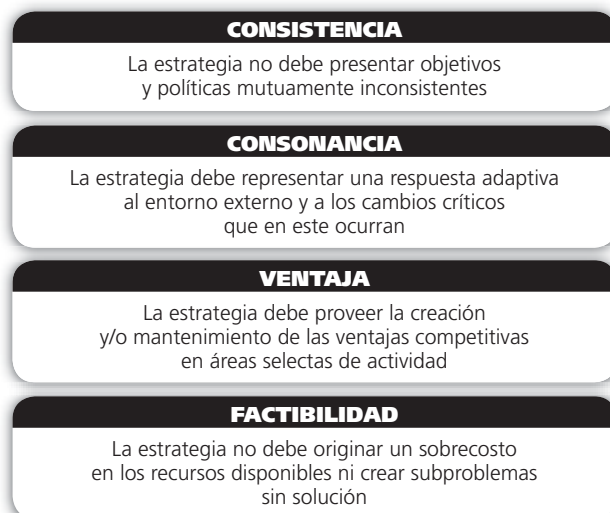 CONSISTENCIA
La estrategia no debe presentar objetivos
y políticas mutuamente inconsistentes
CONSONANCIA
La estrategia debe representar una respuesta adaptiva
al entorno externo y a los cambios críticos
que en este ocurran
VENTAJA
La estrategia debe proveer la creación
y/o mantenimiento de las ventajas competitivas
en áreas selectas de actividad
FACTIBILIDAD
La estrategia no debe originar un sobrecosto
en los recursos disponibles ni crear subproblemas
sin solución